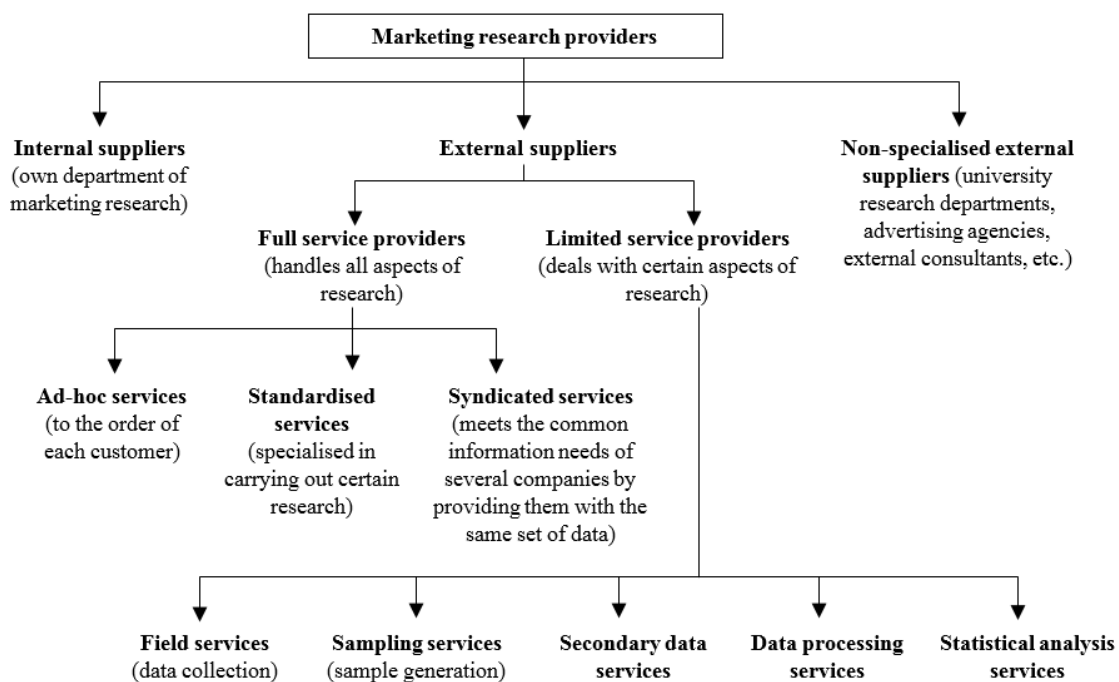 Marketing research providers
Internal suppliers
(own department of
marketing research)
External suppliers
Non-specialised external
suppliers (university
research departments,
advertising agencies,
external consultants, etc.)
Full service providers
(handles all aspects of
research)
Limited service providers
(deals with certain aspects of
research)
Ad-hoc services
(to the order of
each customer)
Standardised
services
(specialised in
carrying out certain
research)
Syndicated services
(meets the common
information needs of
several companies by
providing them with the
same set of data)
Field services
(data collection)
Sampling services
(sample generation)
Secondary data
services
Data processing
services
Statistical analysis
services